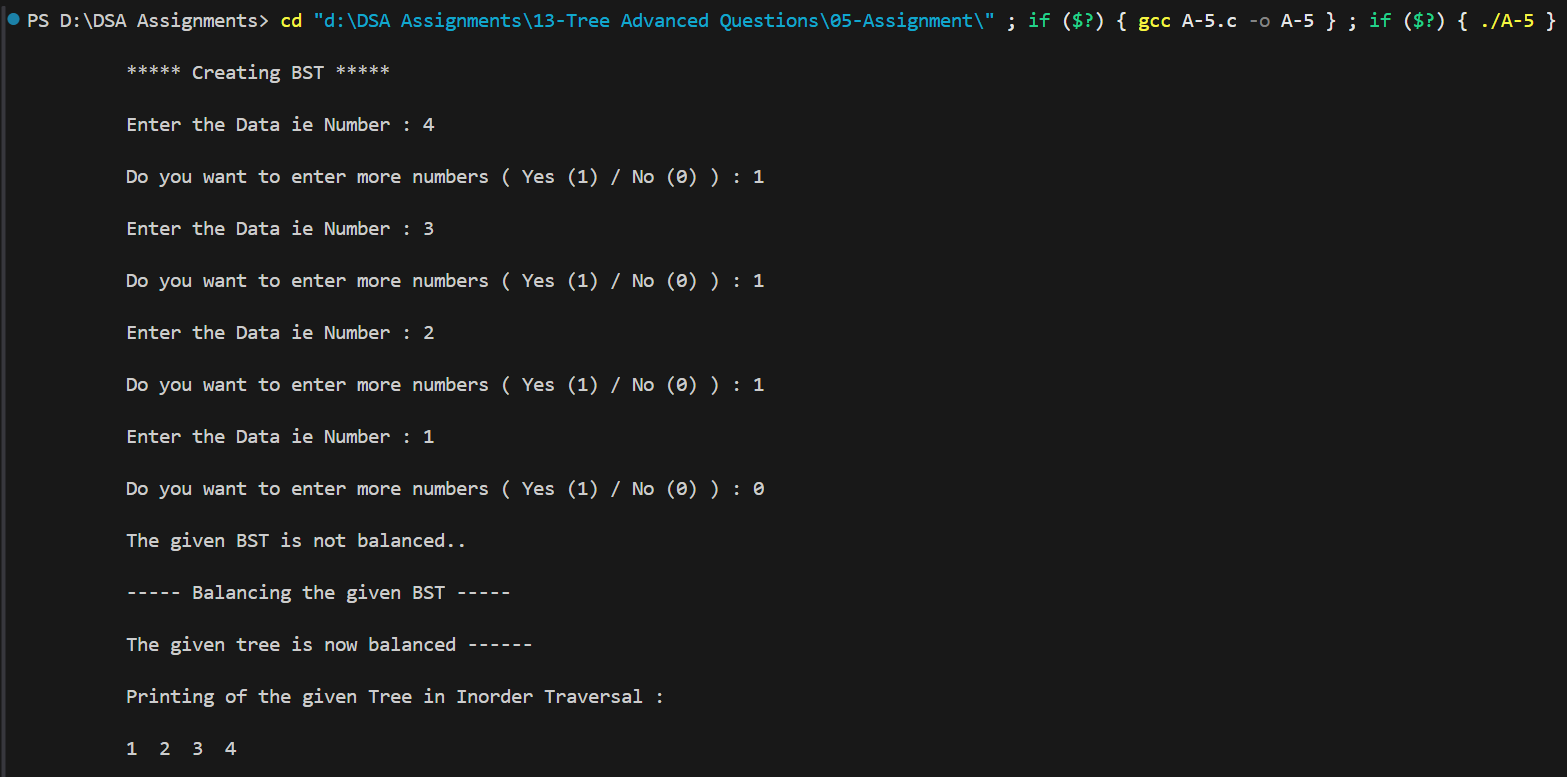 PS D:\DSA Assignments> cd "d:\DSA Assignments\13-Tree Advanced Questions\05-Assignment\" ; if ($?) { gcc A-5.c -o A-5 } ; if ($?) { ./A-5 }
***** Creating BST *****
Enter the Data ie Number : 4
Do you want to enter more numbers ( Yes (1) / No (0) ) : 1
Enter the Data ie Number : 3
Do you want to enter more numbers ( Yes (1) / No (0) ) : 1
Enter the Data ie Number : 2
Do you want to enter more numbers ( Yes (1) / No (0) ) : 1
Enter the Data ie Number : 1
Do you want to enter more numbers ( Yes (1) / No (0) ) : 0
The given BST is not balanced..
----- Balancing the given BST -----
The given tree is now balanced ------
Printing of the given Tree in Inorder Traversal :
1  2  3  4